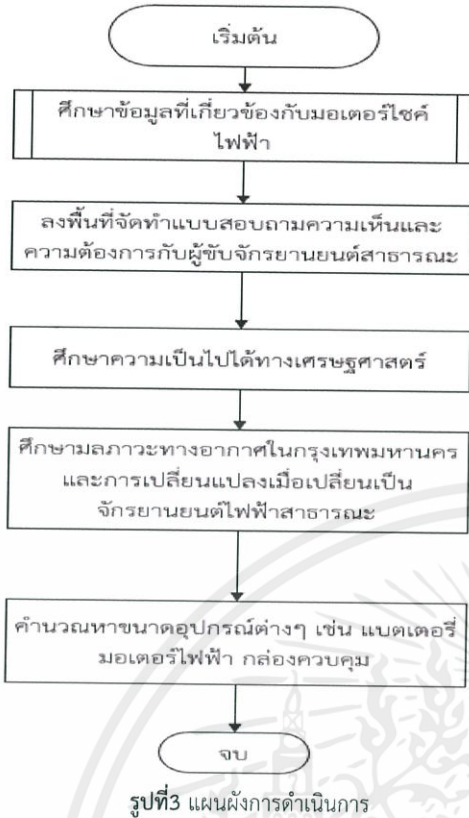 เริ่มต้น
ศึกษาข้อมูลที่เกี่ยวข้องกับมอเตอร์ไซค์
ไฟฟ้า
ลงพื้นที่จัดทำแบบสอบถามความเห็นและ
ความต้องการกับผู้ขับจักรยานยนต์สาธารณะ
ศึกษาความเป็นไปได้ทางเศรษฐศาสตร์
ศึกษามลภาวะทางอากาศในกรุงเทพมหานคร
และการเปลี่ยนแปลงเมื่อเปลี่ยนเป็น
จักรยานยนต์ไฟฟ้าสาธารณะ
คำนวณหาขนาดอุปกรณ์ต่างๆ เช่น แบตเตอรี่
มอเตอร์ไฟฟ้า กล่องควบคุม
จบ
รูปที่3 แผนผังการดำเนินการ